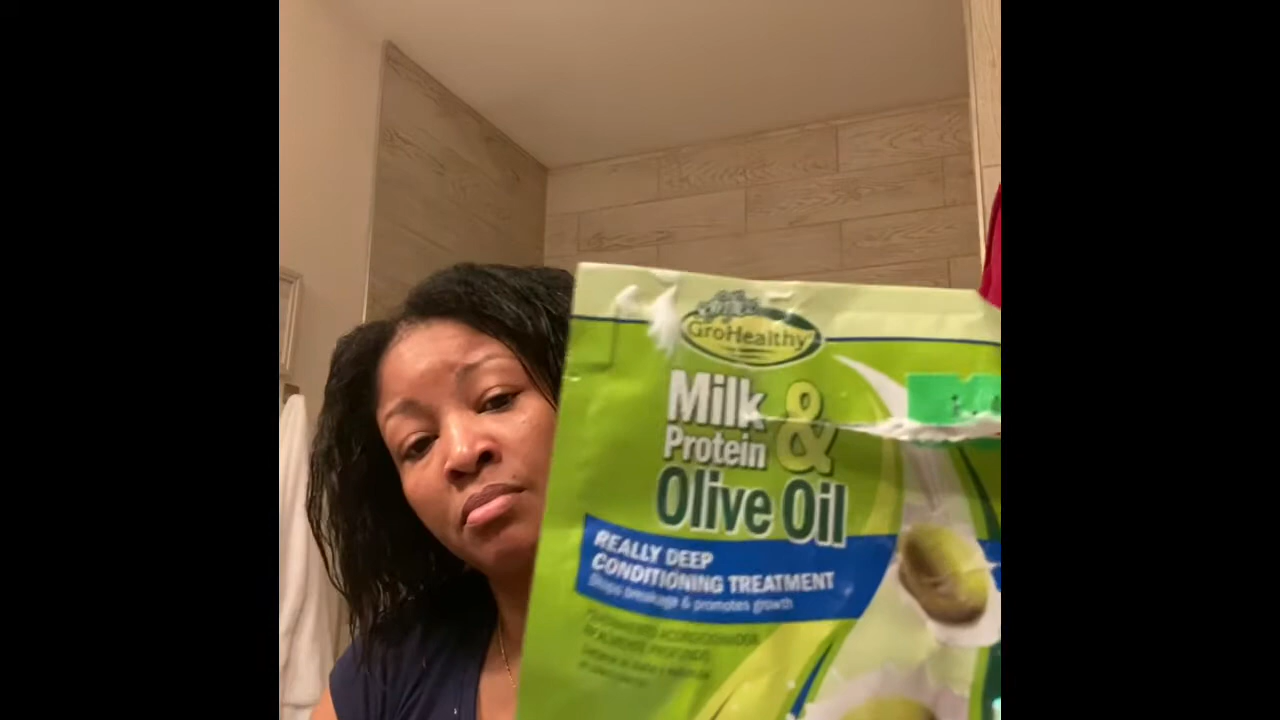 GroHealthy
Milk
Protein
&
Olive Oil
REALLY DEEP
CONDITIONING TREATMENT
Stops breakage & promotes growth